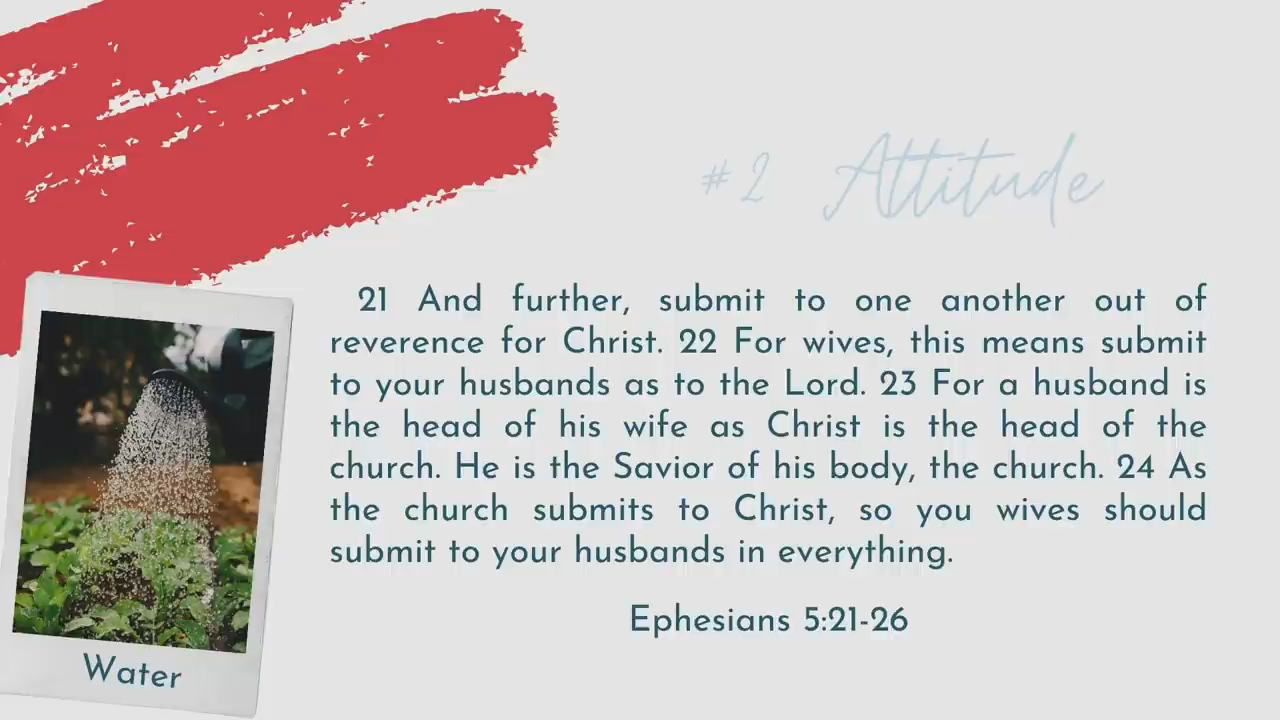 #2 Attitude
21 And further, submit to one another out of
reverence for Christ. 22 For wives, this means submit
to your husbands as to the Lord. 23 For a husband is
the head of his wife as Christ is the head of the
church. He is the Savior of his body, the church. 24 As
the church submits to Christ, so you wives should
submit to your husbands in everything.
Ephesians 5:21-26
Water